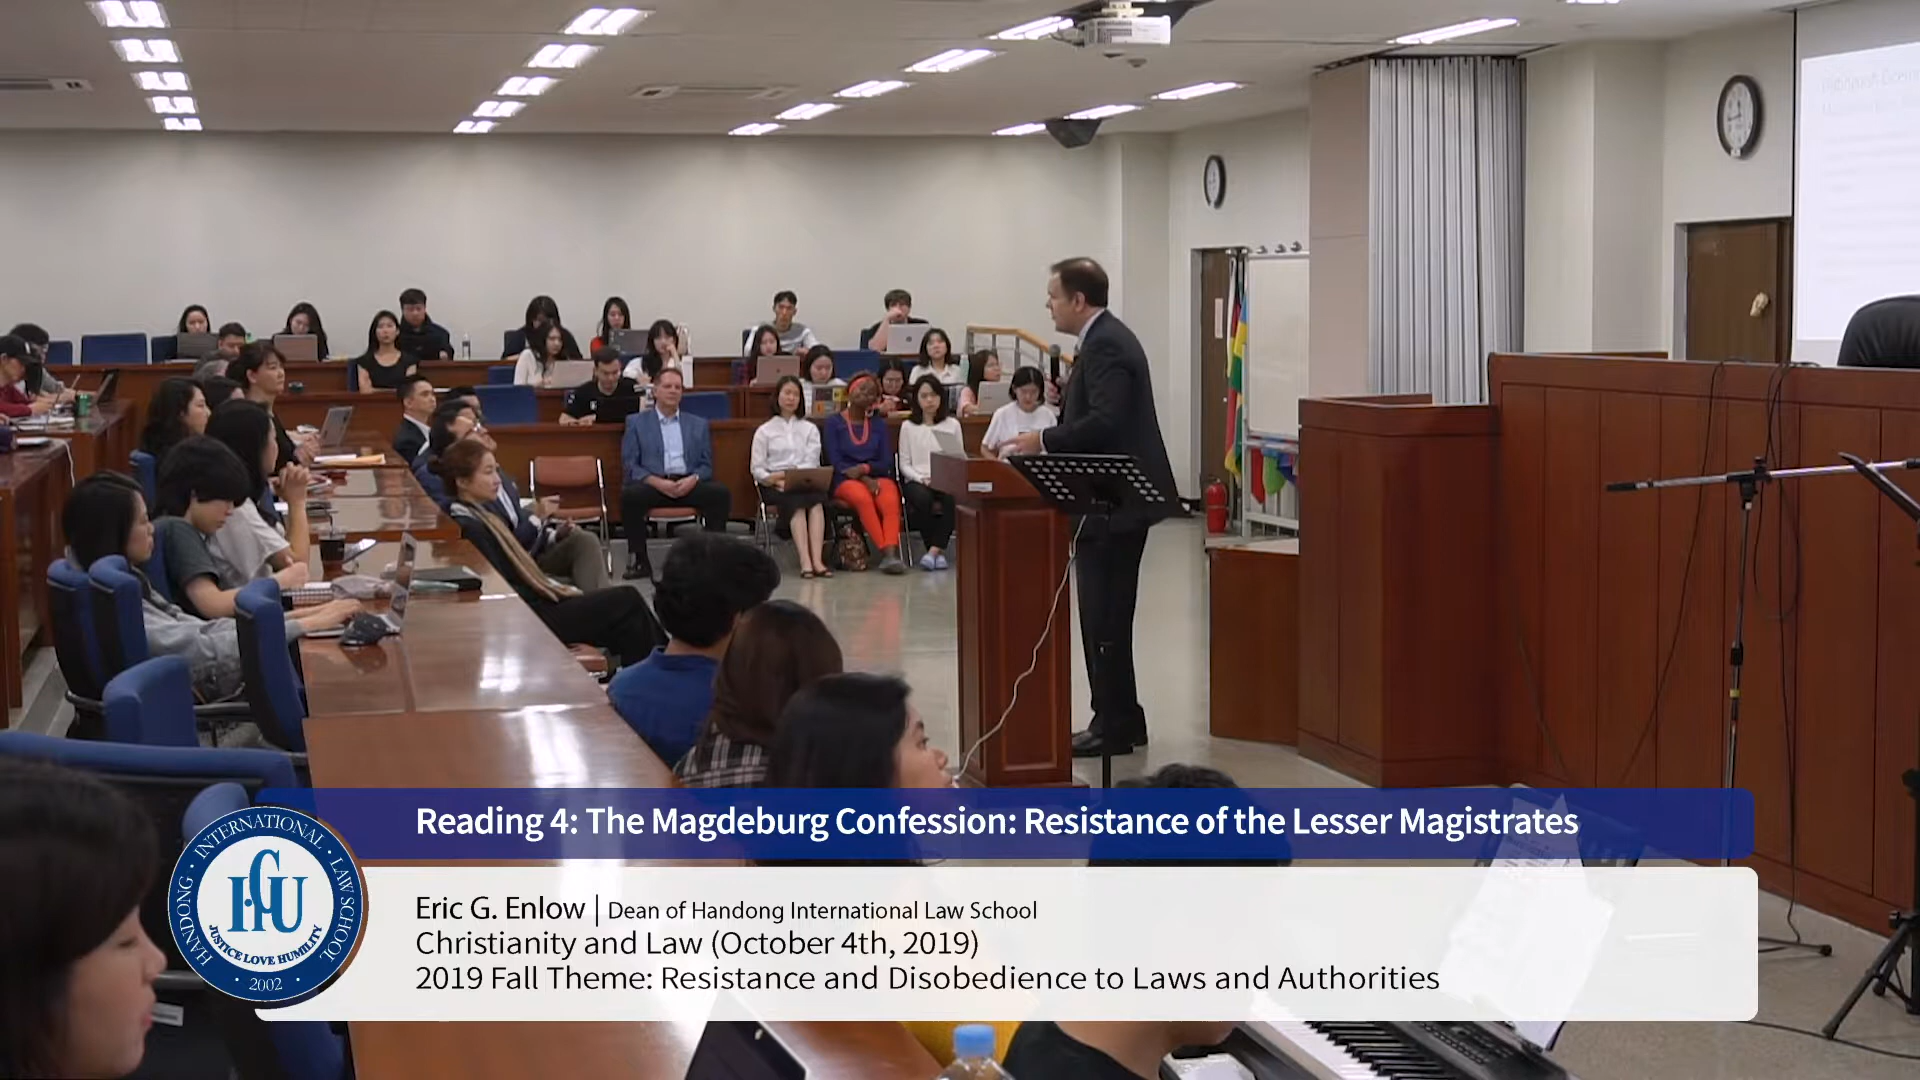 Reading 4: The Magdeburg Confession: Resistance of the Lesser Magistrates
Eric G. Enlow | Dean of Handong International Law School
Christianity and Law (October 4th, 2019)
2019 Fall Theme: Resistance and Disobedience to Laws and Authorities
HANDONG · INTERNATIONAL · LAW SCHOOL
HGU
JUSTICE LOVE HUMILITY
· 2002 ·